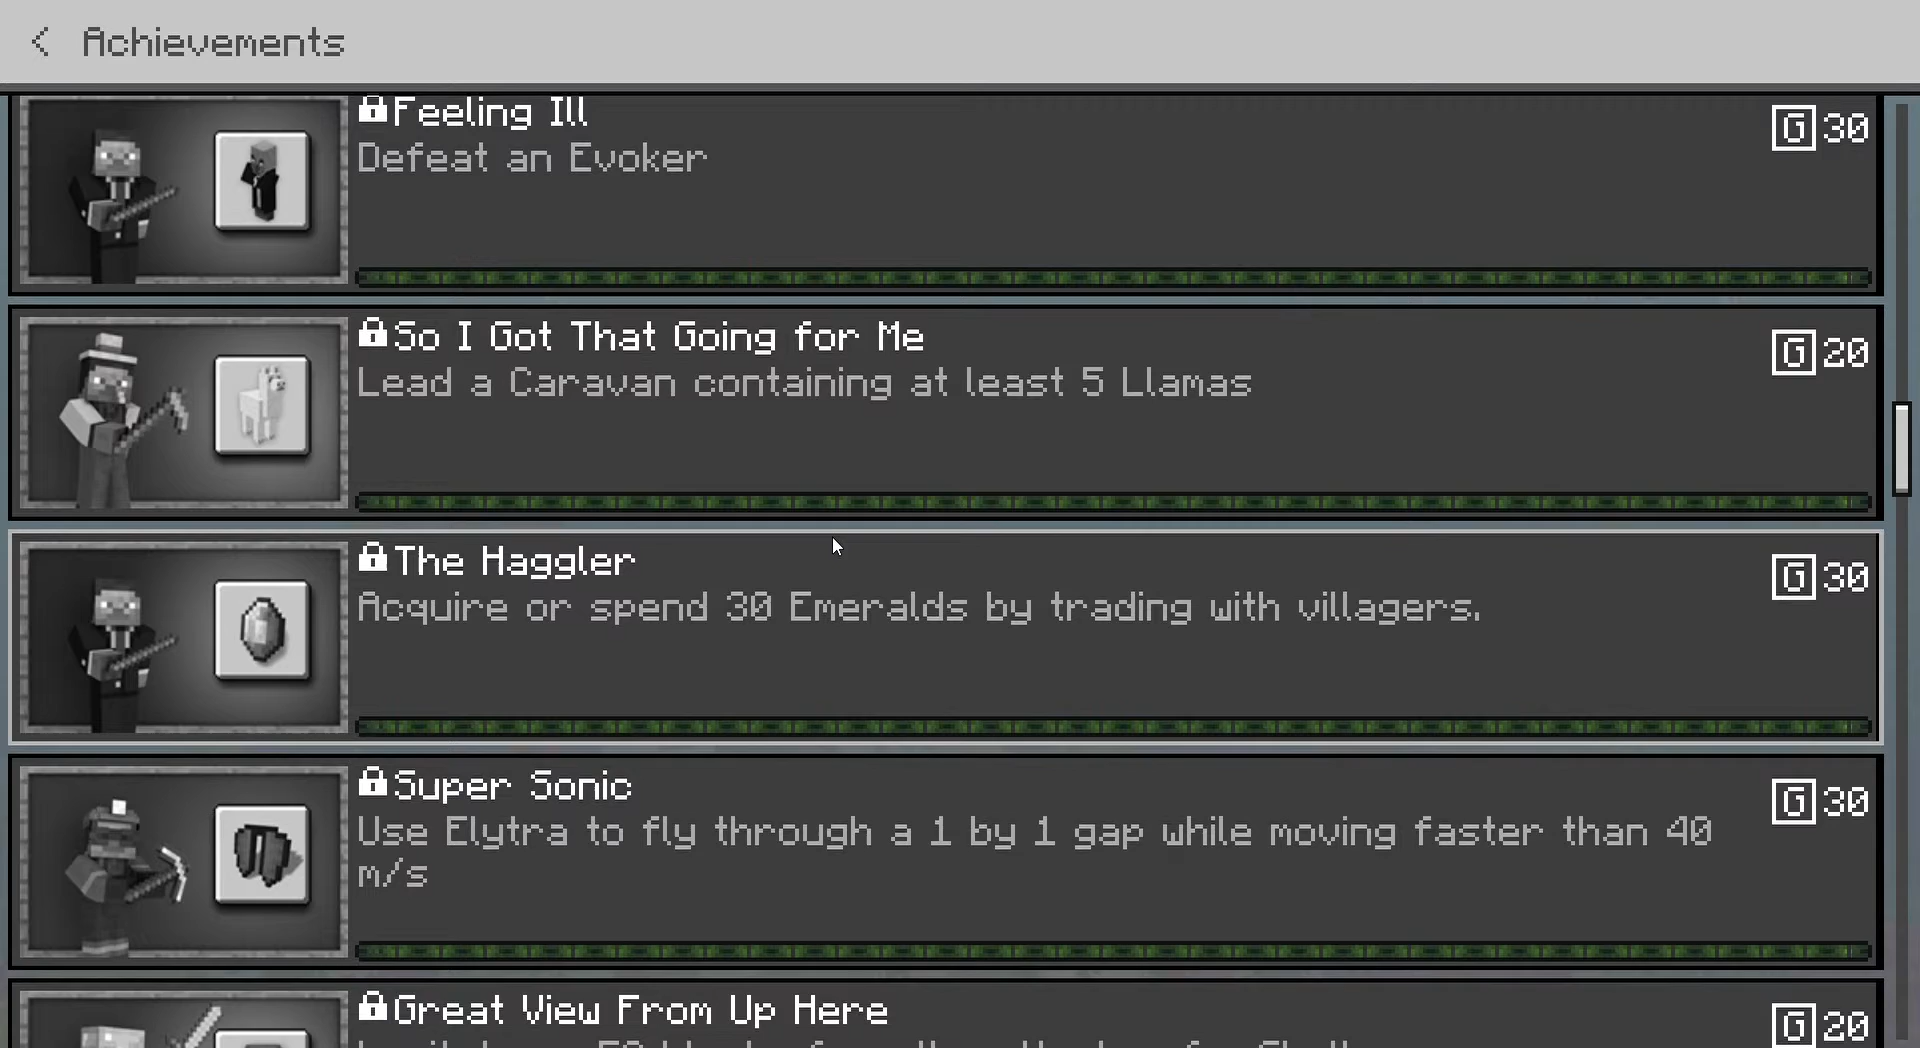 Achievements
Feeling Ill
G 30
Defeat an Evoker
So I Got That Going for Me
G 20
Lead a Caravan containing at least 5 Llamas
The Haggler
G 30
Acquire or spend 30 Emeralds by trading with villagers.
Super Sonic
G 30
Use Elytra to fly through a 1 by 1 gap while moving faster than 40
m/s
Great View From Up Here
G 20